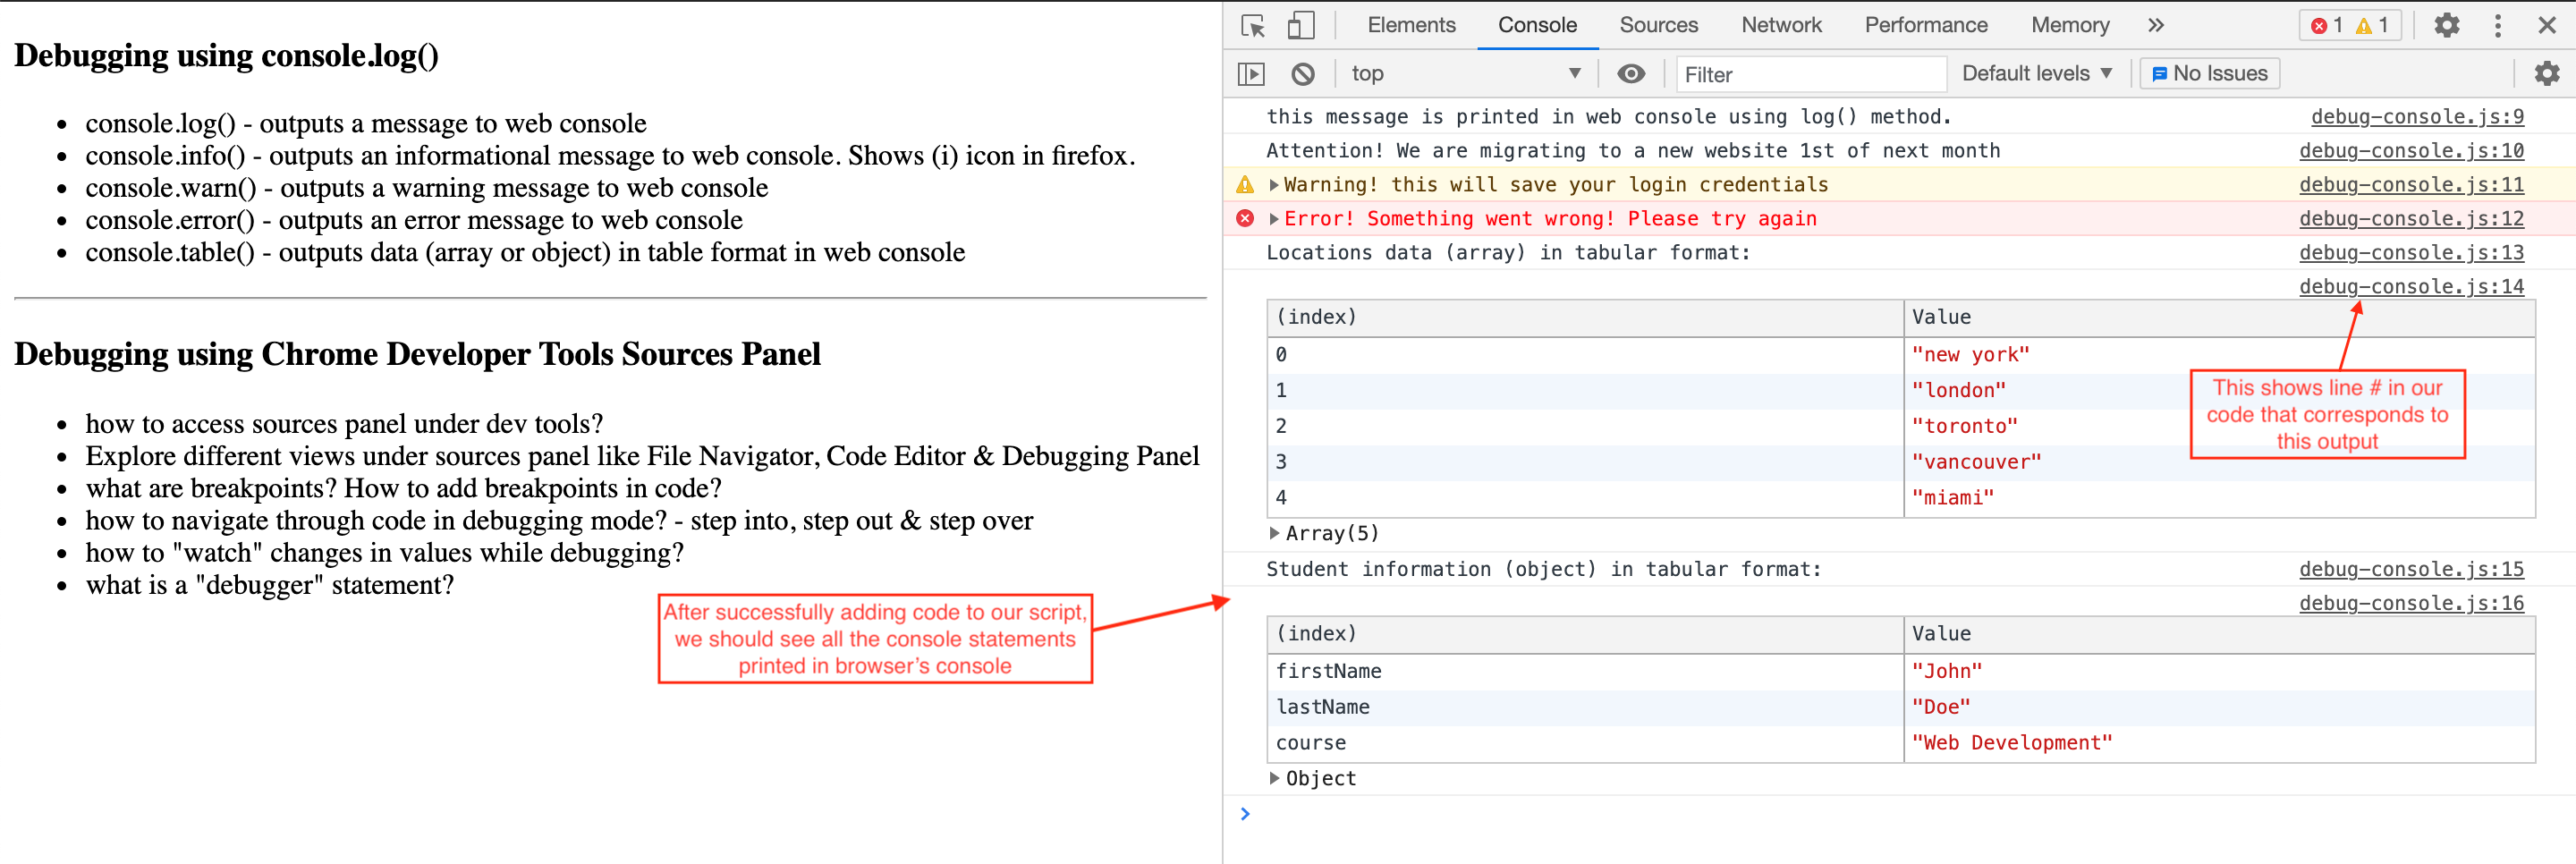 Debugging using console.log()
console.log() - outputs a message to web console
console.info() - outputs an informational message to web console. Shows (i) icon in firefox.
console.warn() - outputs a warning message to web console
console.error() - outputs an error message to web console
console.table() - outputs data (array or object) in table format in web console
Debugging using Chrome Developer Tools Sources Panel
how to access sources panel under dev tools?
Explore different views under sources panel like File Navigator, Code Editor & Debugging Panel
what are breakpoints? How to add breakpoints in code?
how to navigate through code in debugging mode? - step into, step out & step over
how to "watch" changes in values while debugging?
what is a "debugger" statement?
After successfully adding code to our script,
we should see all the console statements
printed in browser's console
Elements Console Sources Network Performance Memory » 1 1
top Filter Default levels No Issues
this message is printed in web console using log() method. debug-console.js:9
Attention! We are migrating to a new website 1st of next month debug-console.js:10
Warning! this will save your login credentials debug-console.js:11
Error! Something went wrong! Please try again debug-console.js:12
Locations data (array) in tabular format: debug-console.js:13
debug-console.js:14
(index) Value
0 "new york"
1 "london"
2 "toronto"
3 "vancouver"
4 "miami"
This shows line # in our
code that corresponds to
this output
Array(5)
Student information (object) in tabular format: debug-console.js:15
debug-console.js:16
(index) Value
firstName "John"
lastName "Doe"
course "Web Development"
Object